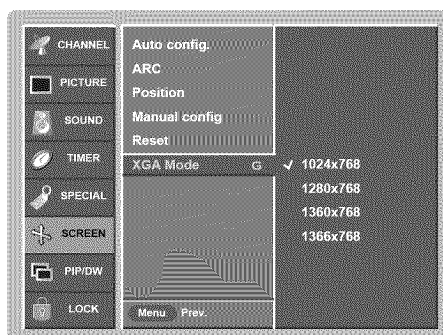 CHANNEL
PICTURE
SOUND
TIMER
SPECIAL
SCREEN
PIP/DW
LOCK
Auto config.
ARC
Position
Manual config
Reset
XGA Mode G
✓ 1024x768
1280x768
1360x768
1366x768
Menu Prev.